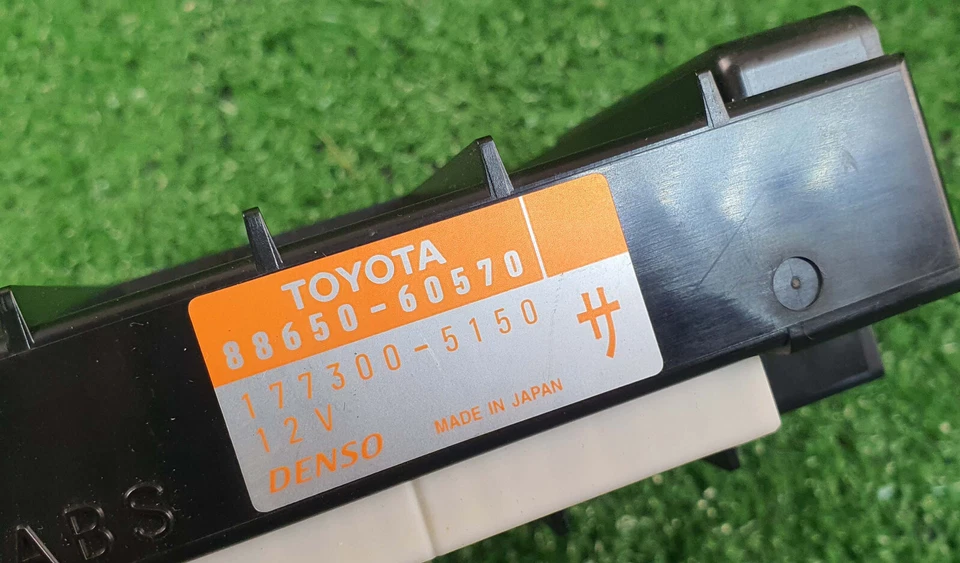 TOYOTA
88650-60570
177300-5150
サ
12V
DENSO
MADE IN JAPAN
ABS